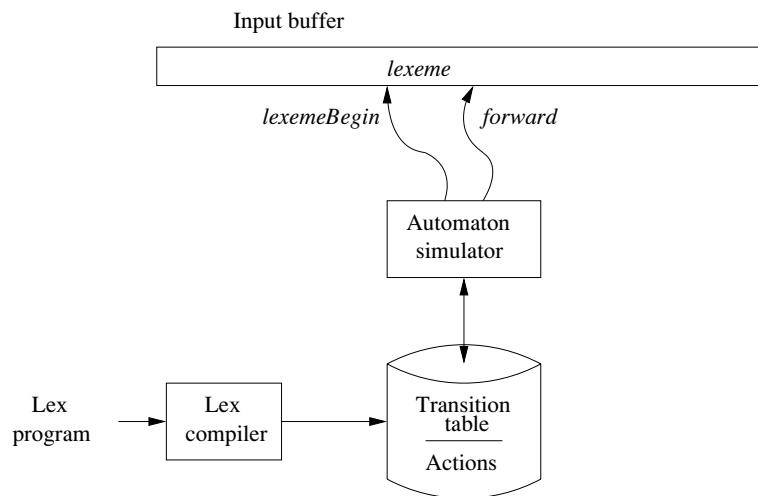 Input buffer
lexeme
lexemeBegin
forward
Automaton
simulator
Lex
program
Lex
compiler
Transition
table
Actions